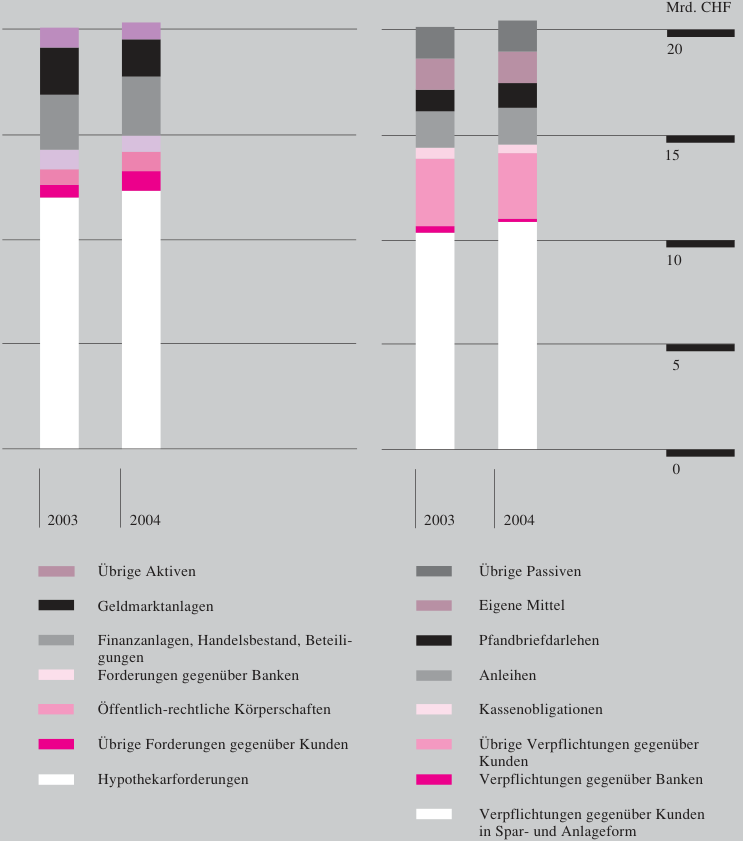 Mrd. CHF
20
15
10
5
0
2003
2004
2003
2004
Übrige Aktiven
Geldmarktanlagen
Finanzanlagen, Handelsbestand, Beteili-
gungen
Forderungen gegenüber Banken
Öffentlich-rechtliche Körperschaften
Übrige Forderungen gegenüber Kunden
Hypothekarforderungen
Übrige Passiven
Eigene Mittel
Pfandbriefdarlehen
Anleihen
Kassenobligationen
Übrige Verpflichtungen gegenüber
Kunden
Verpflichtungen gegenüber Banken
Verpflichtungen gegenüber Kunden
in Spar- und Anlageform